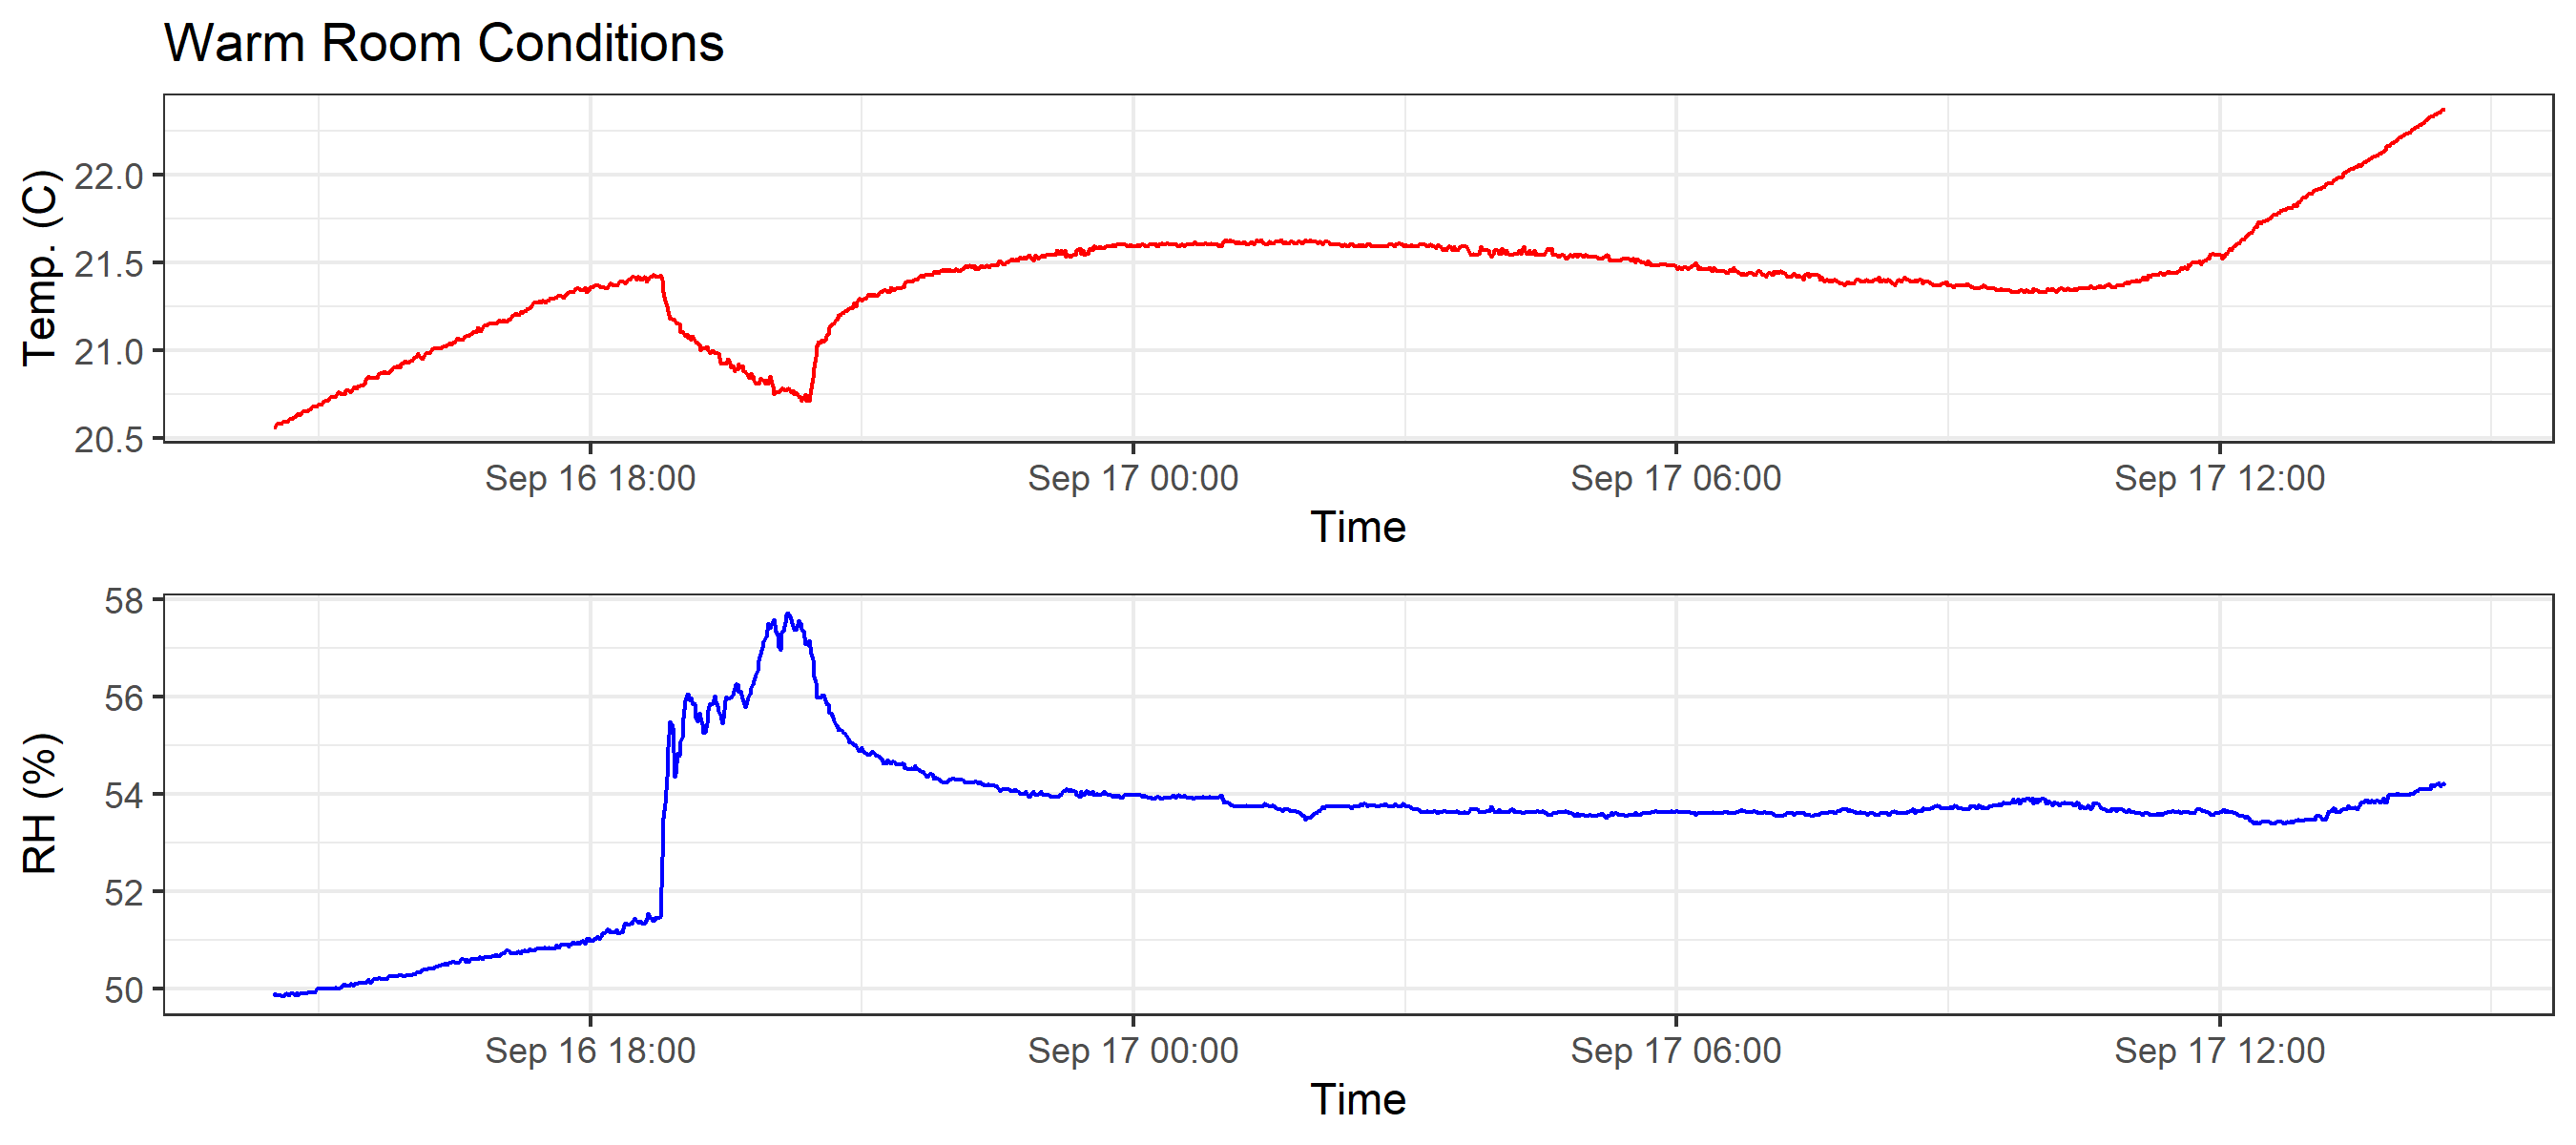 Warm Room Conditions
Temp. (C)
22.0
21.5
21.0
20.5
Sep 16 18:00 Sep 17 00:00 Sep 17 06:00 Sep 17 12:00
Time
RH (%)
58
56
54
52
50
Sep 16 18:00 Sep 17 00:00 Sep 17 06:00 Sep 17 12:00
Time